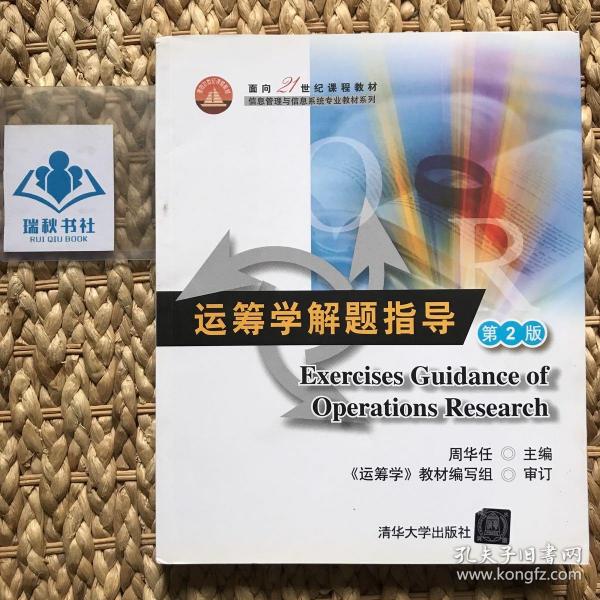 面向21世纪课程教材
信息管理与信息系统专业教材系列
瑞秋书社
RUI QIU BOOK
O
R
运筹学解题指导
第2版
Exercises Guidance of
Operations Research
周华任 ◎ 主编
《运筹学》教材编写组 ◎ 审订
清华大学出版社
孔夫子旧书网
www.kongfz.com